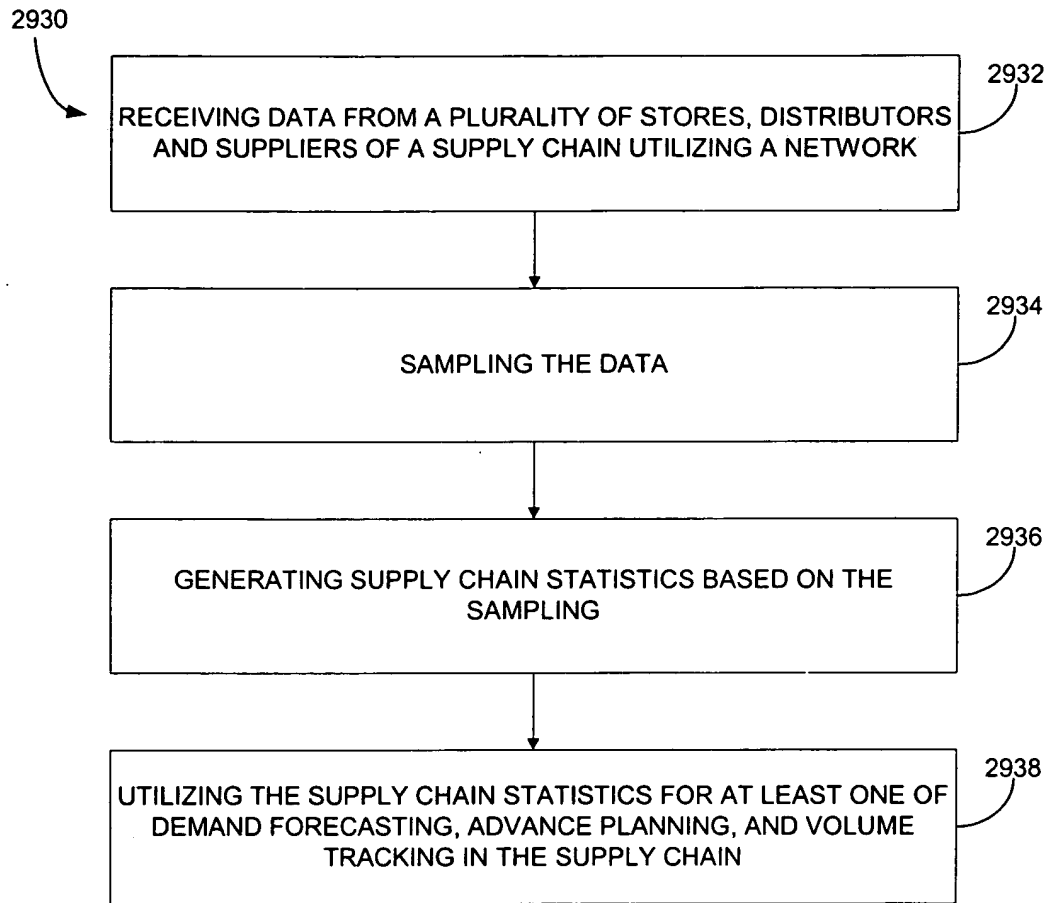 2930
2932
RECEIVING DATA FROM A PLURALITY OF STORES, DISTRIBUTORS
AND SUPPLIERS OF A SUPPLY CHAIN UTILIZING A NETWORK
2934
SAMPLING THE DATA
2936
GENERATING SUPPLY CHAIN STATISTICS BASED ON THE
SAMPLING
2938
UTILIZING THE SUPPLY CHAIN STATISTICS FOR AT LEAST ONE OF
DEMAND FORECASTING, ADVANCE PLANNING, AND VOLUME
TRACKING IN THE SUPPLY CHAIN